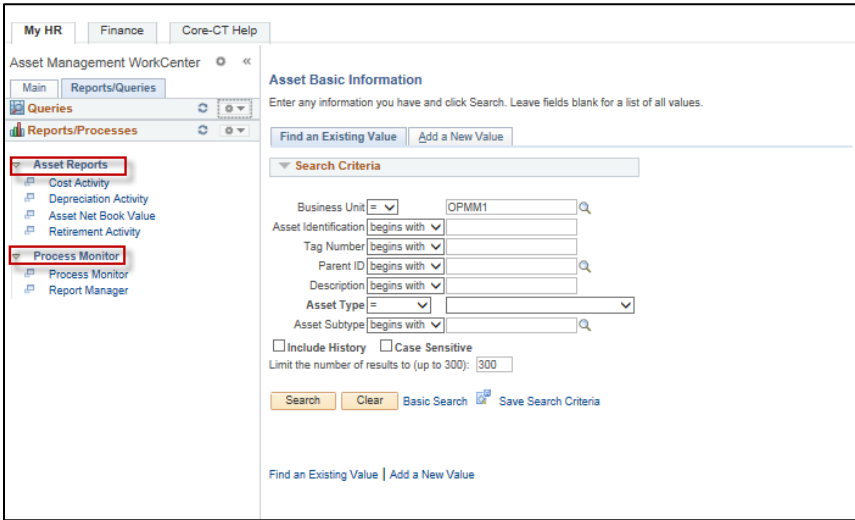 My HR Finance Core-CT Help
Asset Management WorkCenter «
Main Reports/Queries
Queries
Reports/Processes
Asset Reports
Cost Activity
Depreciation Activity
Asset Net Book Value
Retirement Activity
Process Monitor
Process Monitor
Report Manager
Asset Basic Information
Enter any information you have and click Search. Leave fields blank for a list of all values.
Find an Existing Value Add a New Value
Search Criteria
Business Unit = OPMM1
Asset Identification begins with
Tag Number begins with
Parent ID begins with
Description begins with
Asset Type =
Asset Subtype begins with
Include History Case Sensitive
Limit the number of results to (up to 300): 300
Search Clear Basic Search Save Search Criteria
Find an Existing Value | Add a New Value